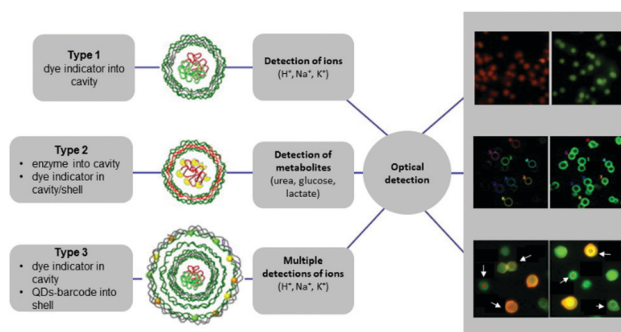 Type 1
dye indicator into
cavity
Detection of ions
(H⁺, Na⁺, K⁺)
Type 2
• enzyme into cavity
• dye indicator in
cavity/shell
Detection of
metabolites
(urea, glucose,
lactate)
Optical
detection
Type 3
• dye indicator in
cavity
• QDs-barcode into
shell
Multiple
detections of ions
(H⁺, Na⁺, K⁺)